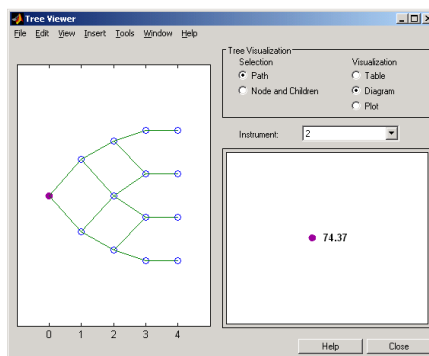 Tree Viewer
File Edit View Insert Tools Window Help
Tree Visualization
Selection
Path
Node and Children
Visualization
Table
Diagram
Plot
Instrument: 2
74.37
0 1 2 3 4
Help Close